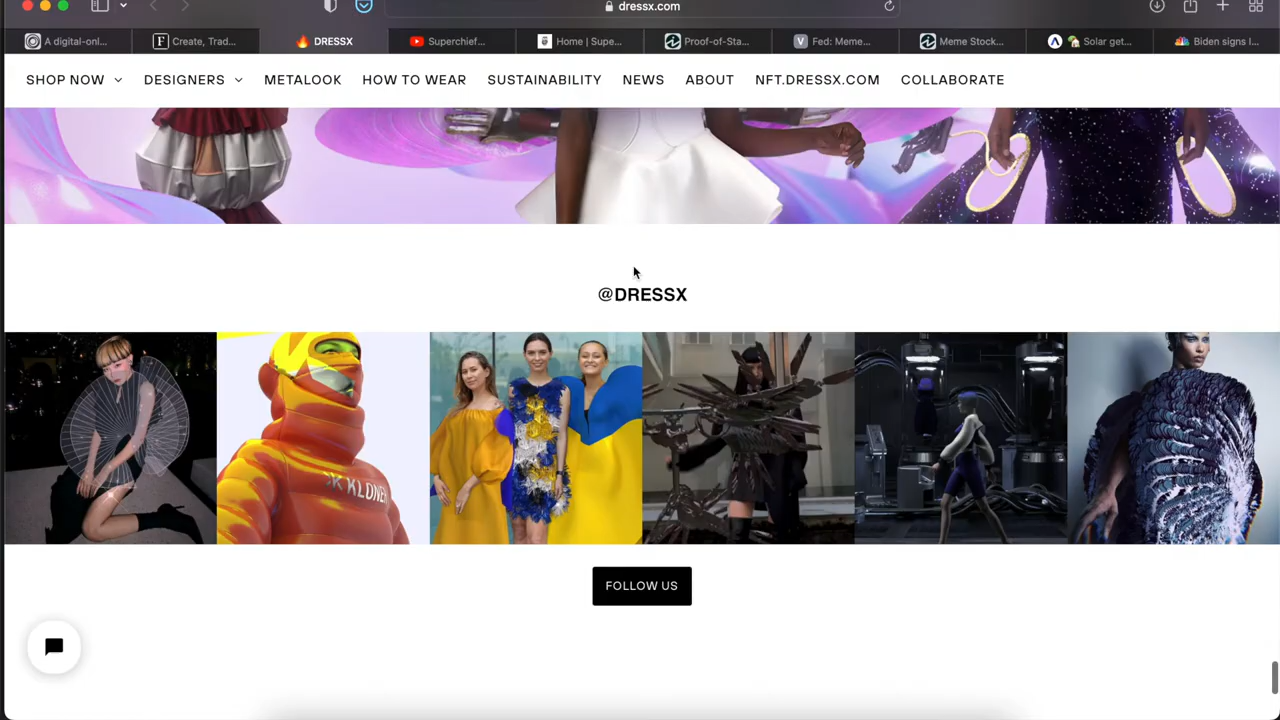 dressx.com
A digital-onl...
Create, Trad...
DRESSX
Superchief...
Home | Supe...
Proof-of-Sta...
Fed: Meme...
Meme Stock...
Solar get...
Biden signs I...
SHOP NOW
DESIGNERS
METALOOK
HOW TO WEAR
SUSTAINABILITY
NEWS
ABOUT
NFT.DRESSX.COM
COLLABORATE
@DRESSX
KLONER
FOLLOW US